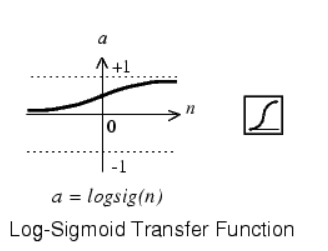 a
+1
n
0
-1
a = logsig(n)
Log-Sigmoid Transfer Function